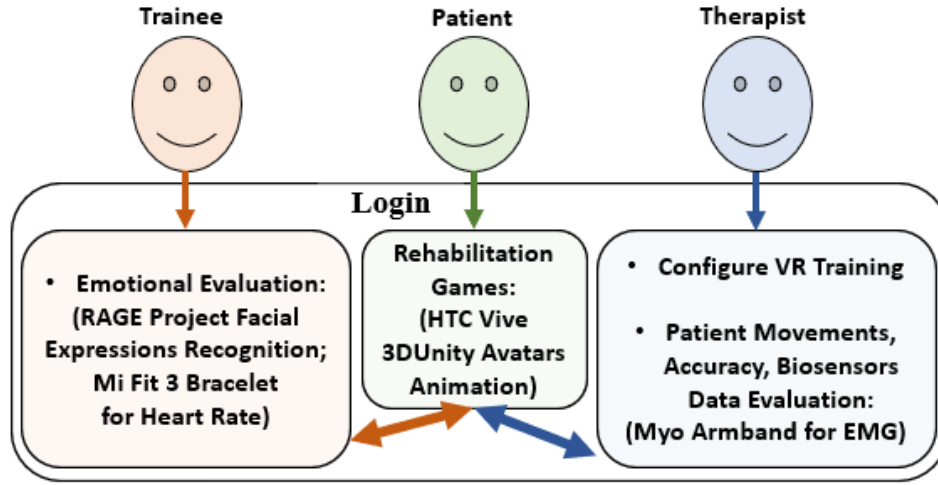 Trainee
Patient
Therapist
Login
• Emotional Evaluation:
(RAGE Project Facial
Expressions Recognition;
Mi Fit 3 Bracelet
for Heart Rate)
Rehabilitation
Games:
(HTC Vive
3DUnity Avatars
Animation)
• Configure VR Training
• Patient Movements,
Accuracy, Biosensors
Data Evaluation:
(Myo Armband for EMG)